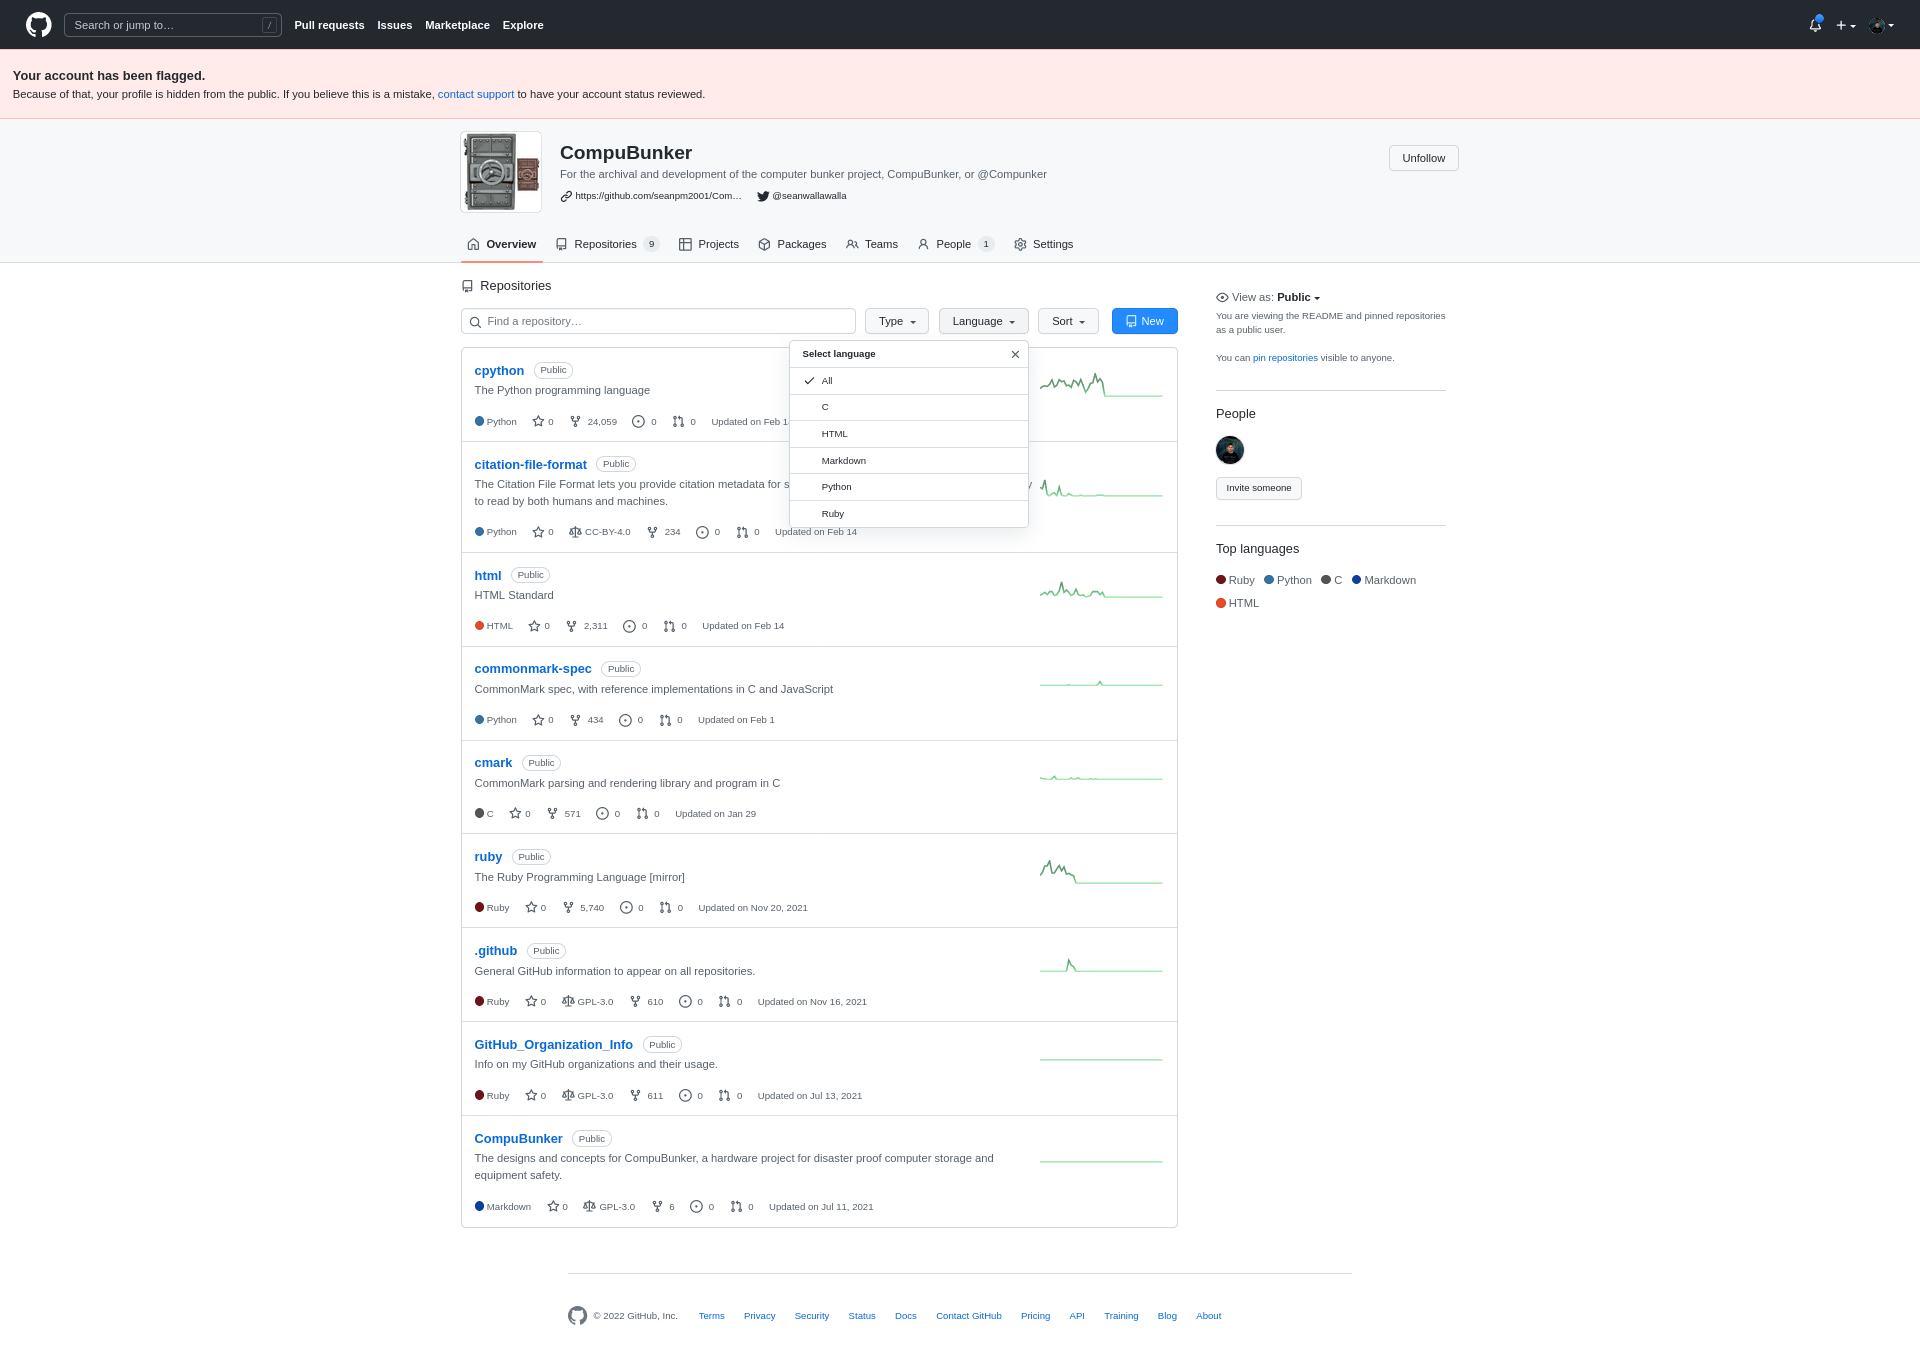 Search or jump to…
/
Pull requests
Issues
Marketplace
Explore
Your account has been flagged.
Because of that, your profile is hidden from the public. If you believe this is a mistake, contact support to have your account status reviewed.
CompuBunker
Unfollow
For the archival and development of the computer bunker project, CompuBunker, or @Compunker
https://github.com/seanpm2001/Com…
@seanwallawalla
Overview
Repositories 9
Projects
Packages
Teams
People 1
Settings
Repositories
Find a repository…
Type
Language
Sort
New
Select language
All
C
HTML
Markdown
Python
Ruby
cpython Public
The Python programming language
Python 0 24,059 0 0 Updated on Feb
citation-file-format Public
The Citation File Format lets you provide citation metadata for
to read by both humans and machines.
Python 0 CC-BY-4.0 234 0 0 Updated on Feb 14
html Public
HTML Standard
HTML 0 2,311 0 0 Updated on Feb 14
commonmark-spec Public
CommonMark spec, with reference implementations in C and JavaScript
Python 0 434 0 0 Updated on Feb 1
cmark Public
CommonMark parsing and rendering library and program in C
C 0 571 0 0 Updated on Jan 29
ruby Public
The Ruby Programming Language [mirror]
Ruby 0 5,740 0 0 Updated on Nov 20, 2021
.github Public
General GitHub information to appear on all repositories.
Ruby 0 GPL-3.0 610 0 0 Updated on Nov 16, 2021
GitHub_Organization_Info Public
Info on my GitHub organizations and their usage.
Ruby 0 GPL-3.0 611 0 0 Updated on Jul 13, 2021
CompuBunker Public
The designs and concepts for CompuBunker, a hardware project for disaster proof computer storage and
equipment safety.
Markdown 0 GPL-3.0 6 0 0 Updated on Jul 11, 2021
View as: Public
You are viewing the README and pinned repositories
as a public user.
You can pin repositories visible to anyone.
People
Invite someone
Top languages
Ruby Python C Markdown
HTML
© 2022 GitHub, Inc.
Terms
Privacy
Security
Status
Docs
Contact GitHub
Pricing
API
Training
Blog
About